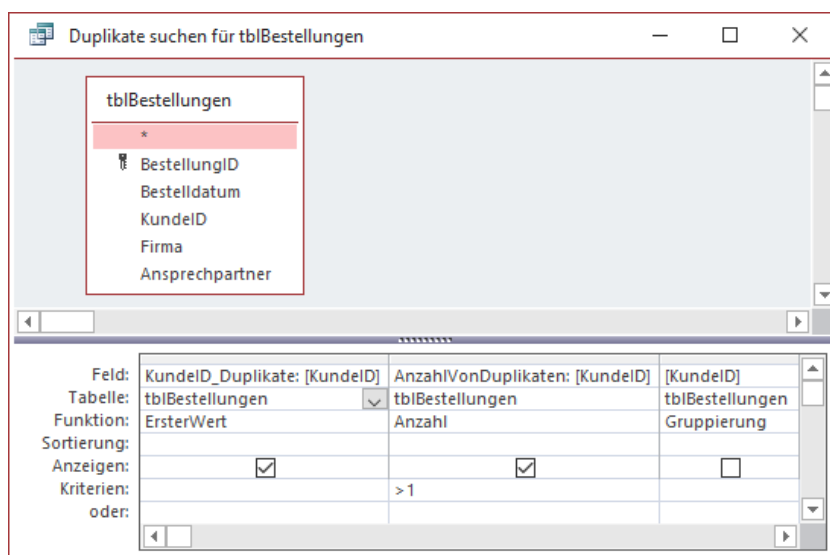 Duplikate suchen für tblBestellungen
tblBestellungen
*
BestellungID
Bestelldatum
KundeID
Firma
Ansprechpartner
Feld: KundeID_Duplikate: [KundeID] AnzahlVonDuplikaten: [KundeID] [KundeID]
Tabelle: tblBestellungen tblBestellungen tblBestellungen
Funktion: ErsterWert Anzahl Gruppierung
Sortierung:
Anzeigen:
Kriterien: >1
oder: